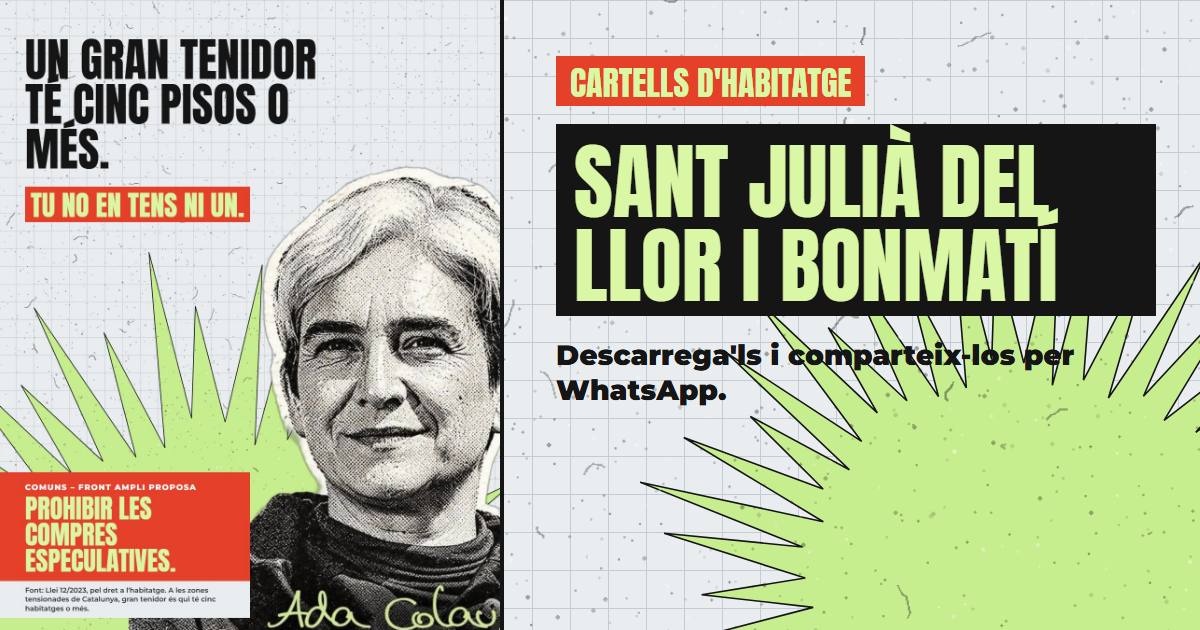 UN GRAN TENIDOR
TÉ CINC PISOS O
MÉS.
TU NO EN TENS NI UN.
COMUNS – FRONT AMPLI PROPOSA
PROHIBIR LES
COMPRES
ESPECULATIVES.
Font: Llei 12/2023, pel dret a l'habitatge. A les zones
tensionades de Catalunya, gran tenidor és qui té cinc
habitatges o més.
Ada Colau
CARTELLS D'HABITATGE
SANT JULIÀ DEL
LLOR I BONMATÍ
Descarrega'ls i comparteix-los per
WhatsApp.